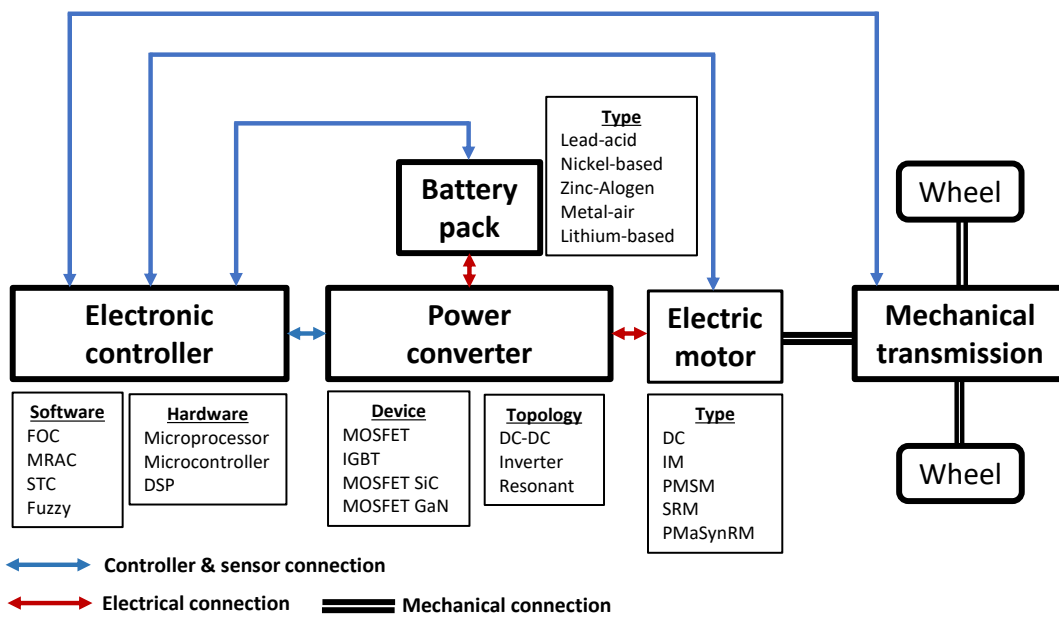 Type
Lead-acid
Nickel-based
Zinc-Alogen
Metal-air
Lithium-based
Battery
pack
Wheel
Electronic
controller
Power
converter
Electric
motor
Mechanical
transmission
Software
FOC
MRAC
STC
Fuzzy
Hardware
Microprocessor
Microcontroller
DSP
Device
MOSFET
IGBT
MOSFET SiC
MOSFET GaN
Topology
DC-DC
Inverter
Resonant
Type
DC
IM
PMSM
SRM
PMaSynRM
Wheel
Controller & sensor connection
Electrical connection
Mechanical connection